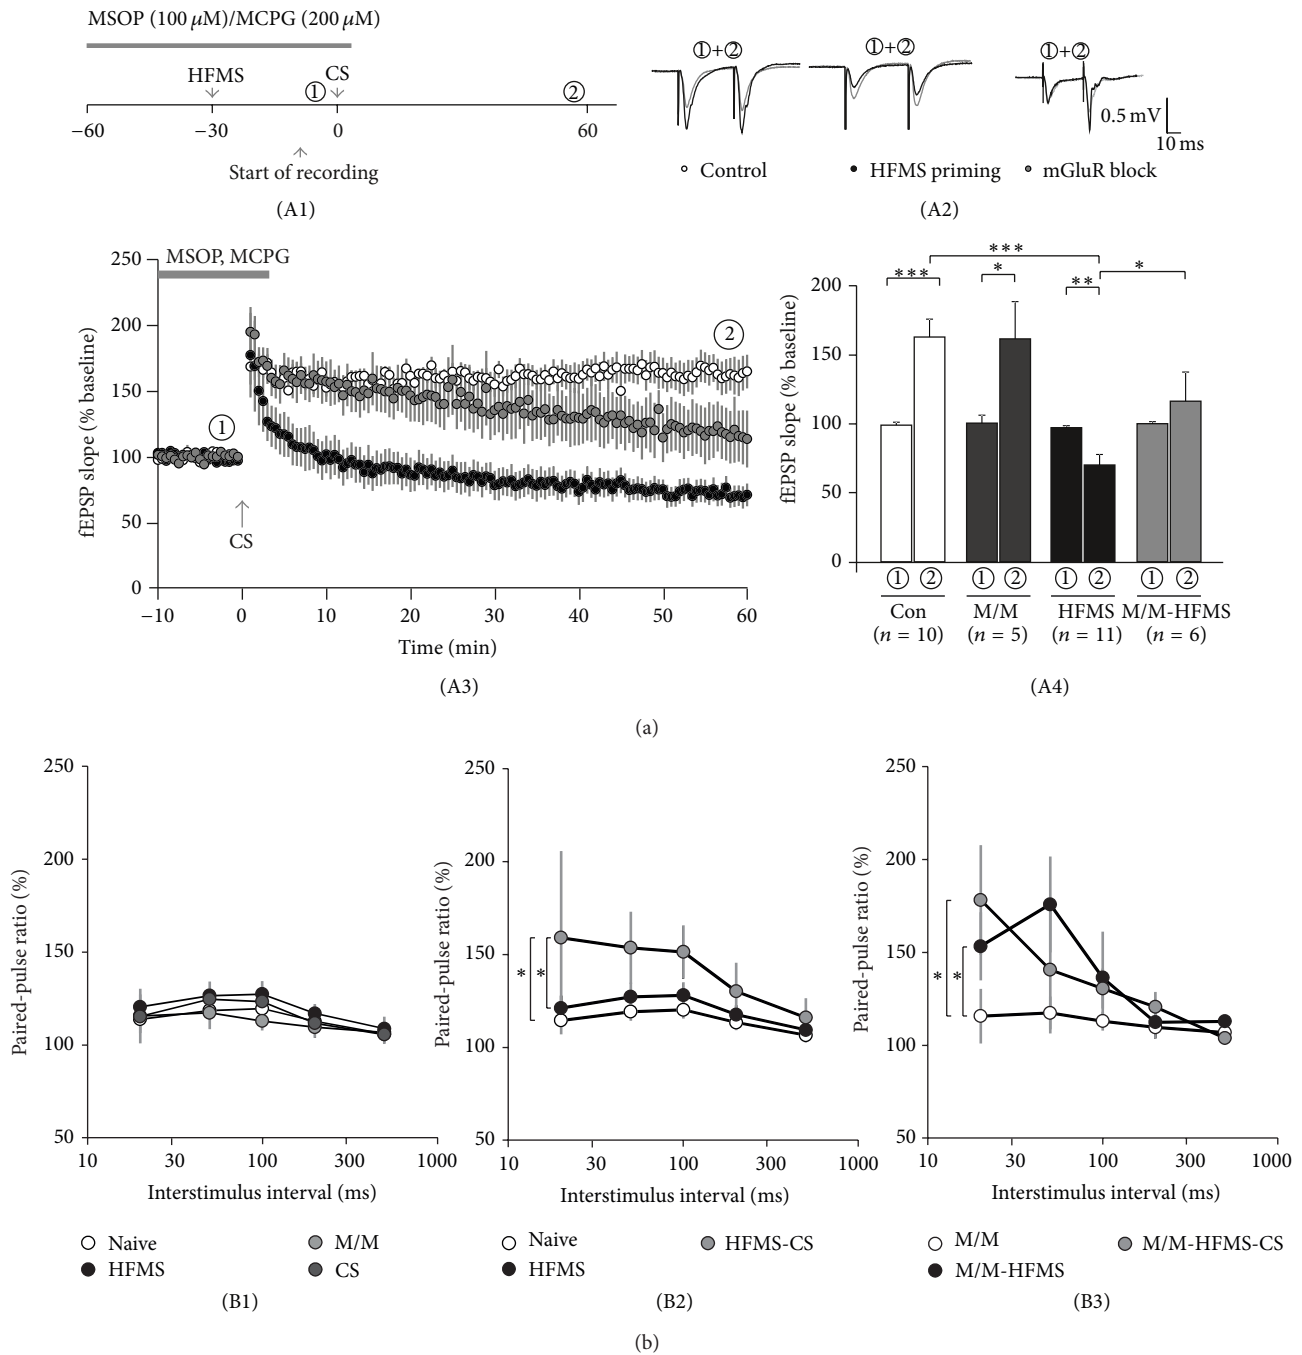 MSOP (100 μM)/MCPG (200 μM)
HFMS
CS
① ②
−60 −30 0 60
Start of recording
(A1)
①+② ①+② ①+②
0.5 mV
10 ms
Control HFMS priming mGluR block
(A2)
MSOP, MCPG
fEPSP slope (% baseline)
250
200
150
100
50
0
①
②
CS
−10 0 10 20 30 40 50 60
Time (min)
(A3)
fEPSP slope (% baseline)
200
150
100
50
0
***
***
*
**
*
① ② ① ② ① ② ① ②
Con M/M HFMS M/M-HFMS
(n = 10) (n = 5) (n = 11) (n = 6)
(A4)
(a)
Paired-pulse ratio (%)
250
200
150
100
50
10 30 100 300 1000
Interstimulus interval (ms)
Naive M/M
HFMS CS
(B1)
Paired-pulse ratio (%)
250
200
150
100
50
* *
10 30 100 300 1000
Interstimulus interval (ms)
Naive HFMS-CS
HFMS
(B2)
Paired-pulse ratio (%)
250
200
150
100
50
* *
10 30 100 300 1000
Interstimulus interval (ms)
M/M M/M-HFMS-CS
M/M-HFMS
(B3)
(b)